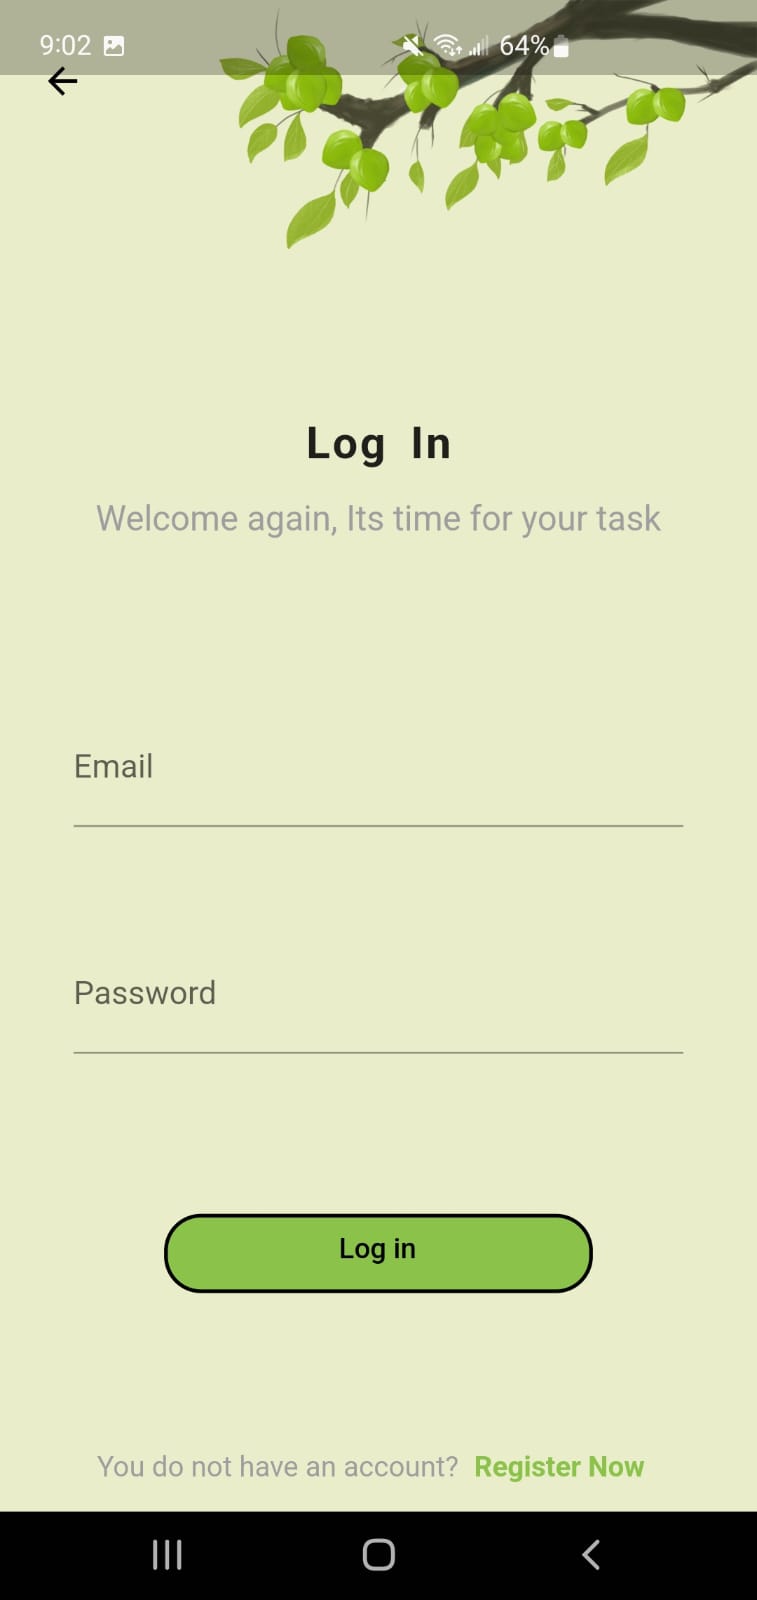 9:02 64%
Log In
Welcome again, Its time for your task
Email
Password
Log in
You do not have an account? Register Now